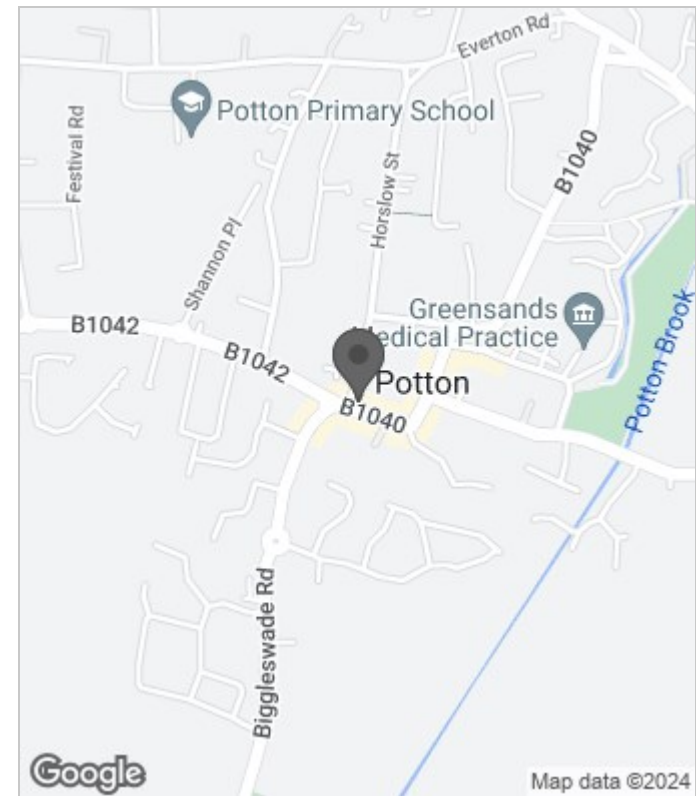 Everton Rd
Potton Primary School
Festival Rd
B1040
Horslow St
Shannon Pl
Greensands
Medical Practice
B1042
B1042
Potton
B1040
Potton Brook
Biggleswade Rd
Google
Map data ©2024